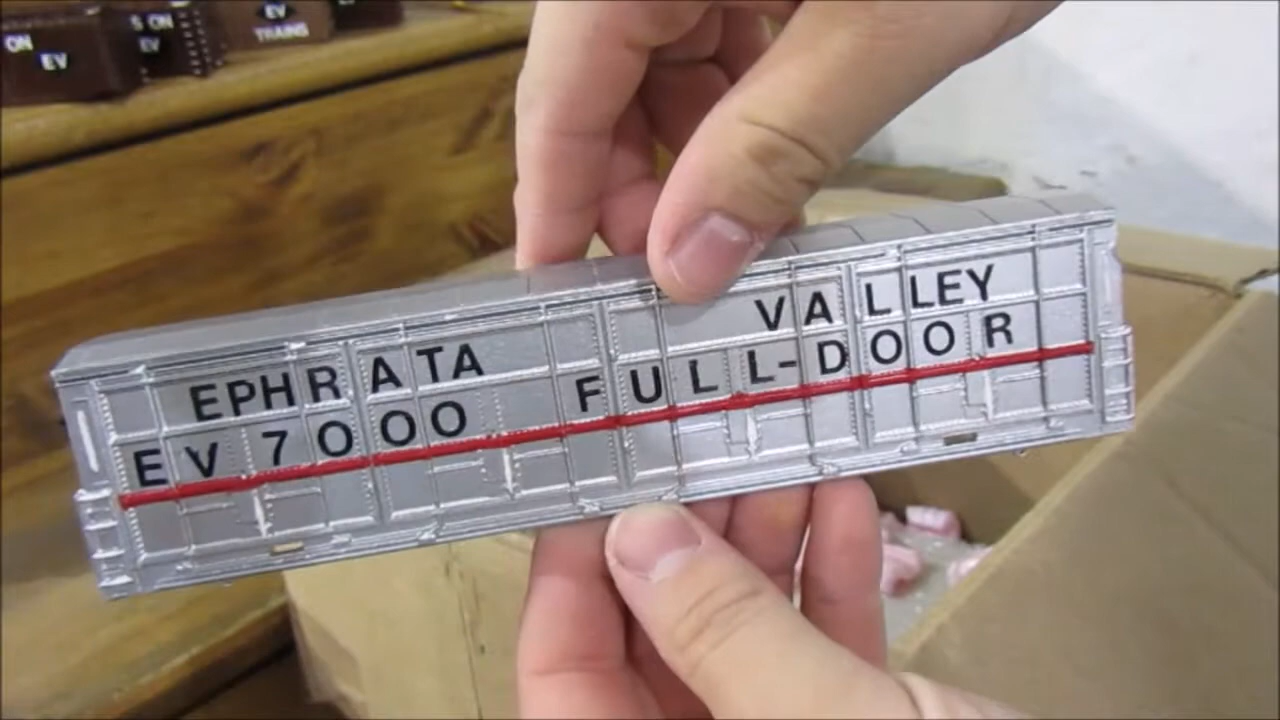 ON
EV
S ON
EV
EV
TRAINS
EPHRATA VALLEY
EV 7000 FULL-DOOR